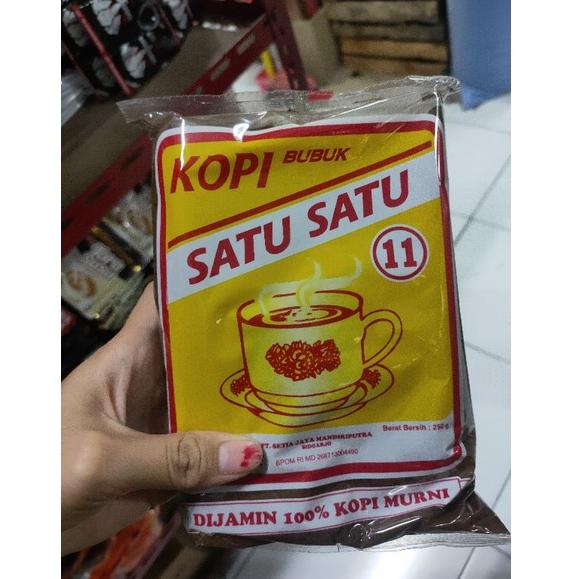 KOPI BUBUK
SATU SATU
11
Berat Bersih : 250 g
PT. SETIA JAYA MANDIRIPUTRA
SIDOARJO
BPOM RI MD 268713004490
DIJAMIN 100% KOPI MURNI